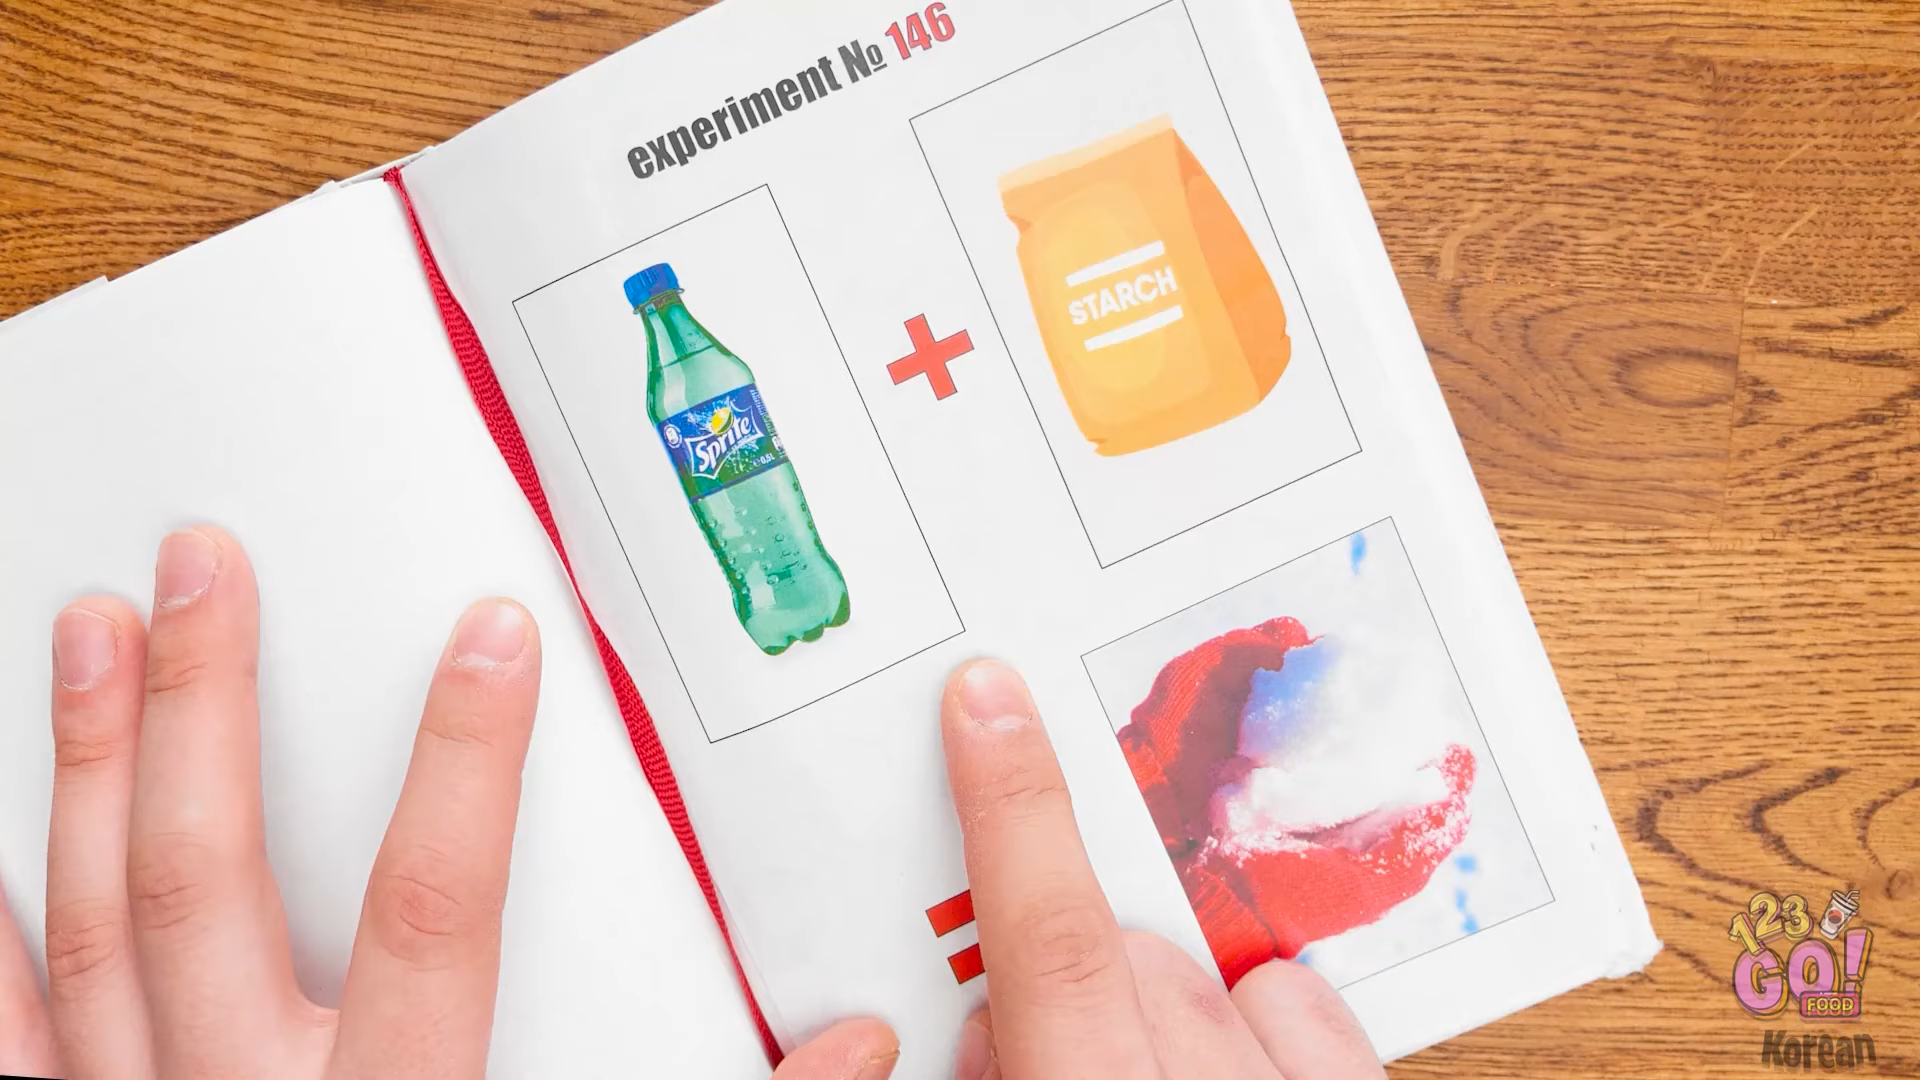 experiment № 146
Sprite
0,5L
STARCH
123
GO!
FOOD
Korean